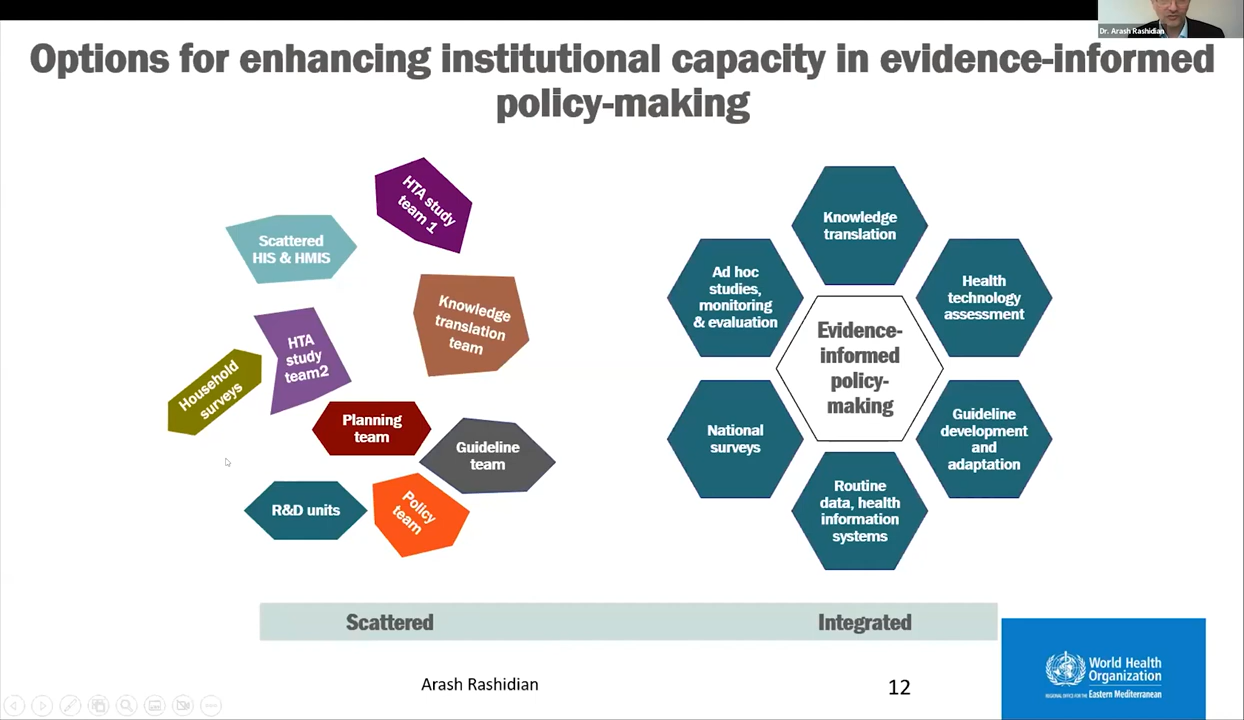 Dr. Arash Rashidian
Options for enhancing institutional capacity in evidence-informed
policy-making
HTA study
team 1
Scattered
HIS & HMIS
Knowledge
translation
team
HTA
study
team2
Household
surveys
Planning
team
Guideline
team
R&D units
Policy
team
Knowledge
translation
Ad hoc
studies,
monitoring
& evaluation
Health
technology
assessment
Evidence-
informed
policy-
making
National
surveys
Guideline
development
and
adaptation
Routine
data, health
information
systems
Scattered
Integrated
Arash Rashidian
12
World Health
Organization
REGIONAL OFFICE FOR THE Eastern Mediterranean